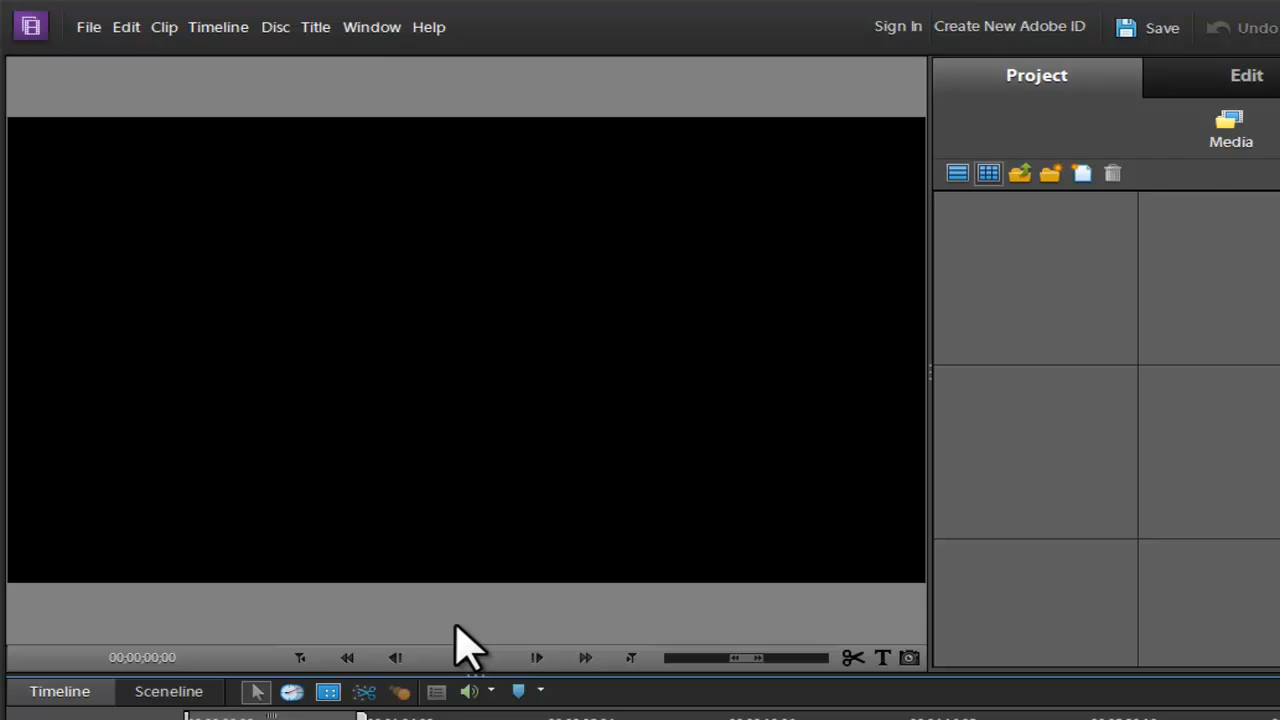 File Edit Clip Timeline Disc Title Window Help Sign In Create New Adobe ID Save Undo
Project Edit
Media
00;00;00;00 T
Timeline Sceneline